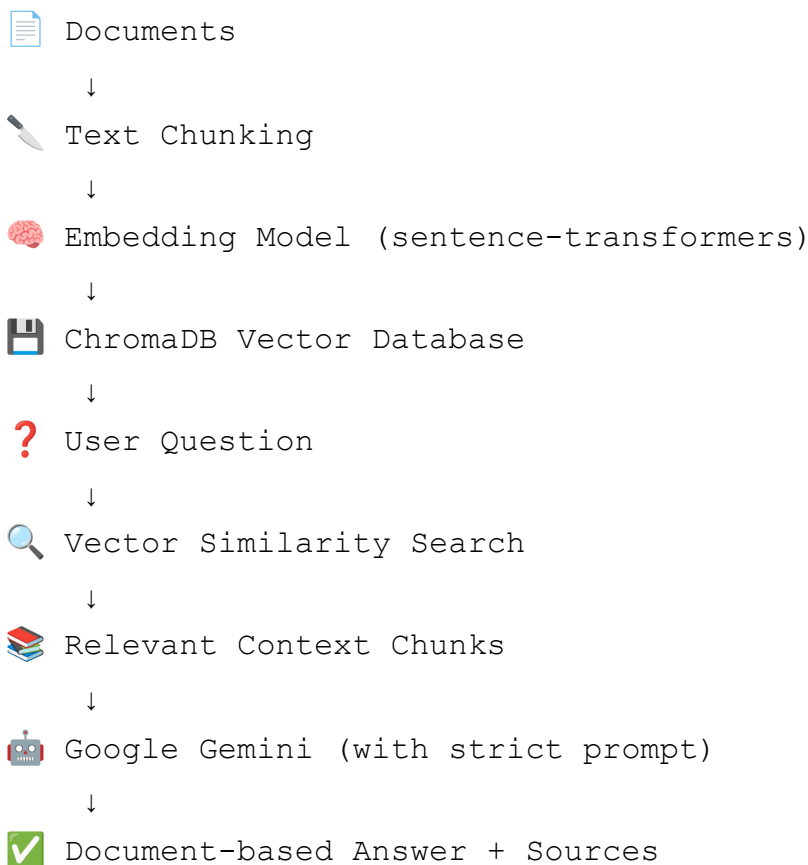 📄 Documents
↓
🔪 Text Chunking
↓
🧠 Embedding Model (sentence-transformers)
↓
💾 ChromaDB Vector Database
↓
❓ User Question
↓
🔍 Vector Similarity Search
↓
📚 Relevant Context Chunks
↓
🤖 Google Gemini (with strict prompt)
↓
✅ Document-based Answer + Sources